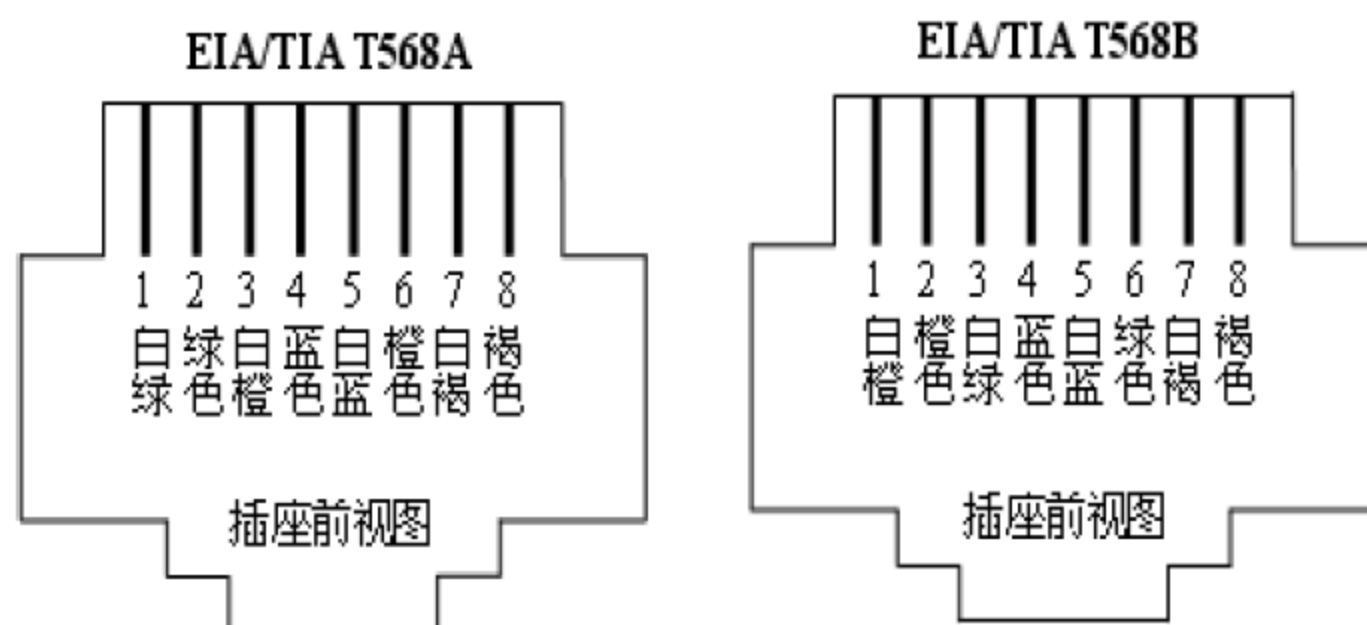 EIA/TIA T568A
1 2 3 4 5 6 7 8
白 绿 白 蓝 白 橙 白 褐
绿 色 橙 色 蓝 色 褐 色
插座前视图
EIA/TIA T568B
1 2 3 4 5 6 7 8
白 橙 白 蓝 白 绿 白 褐
橙 色 绿 色 蓝 色 褐 色
插座前视图